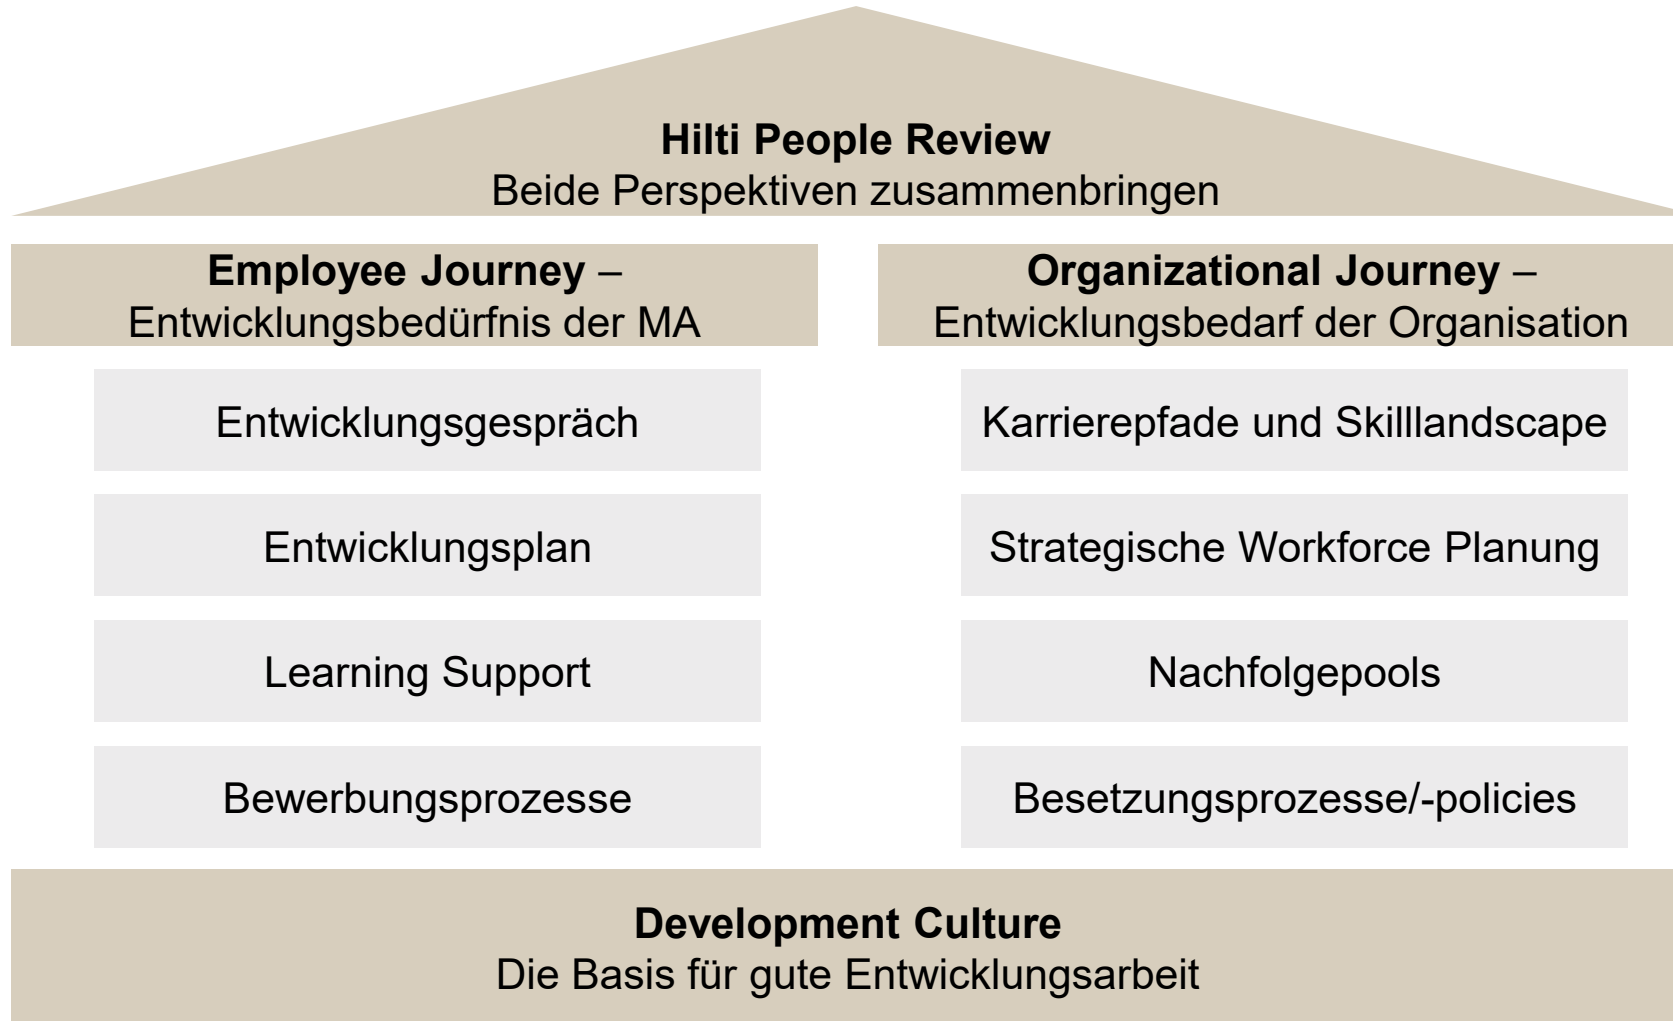 Hilti People Review
Beide Perspektiven zusammenbringen
Employee Journey –
Entwicklungsbedürfnis der MA
Entwicklungsgespräch
Entwicklungsplan
Learning Support
Bewerbungsprozesse
Organizational Journey –
Entwicklungsbedarf der Organisation
Karrierepfade und Skilllandscape
Strategische Workforce Planung
Nachfolgepools
Besetzungsprozesse/-policies
Development Culture
Die Basis für gute Entwicklungsarbeit